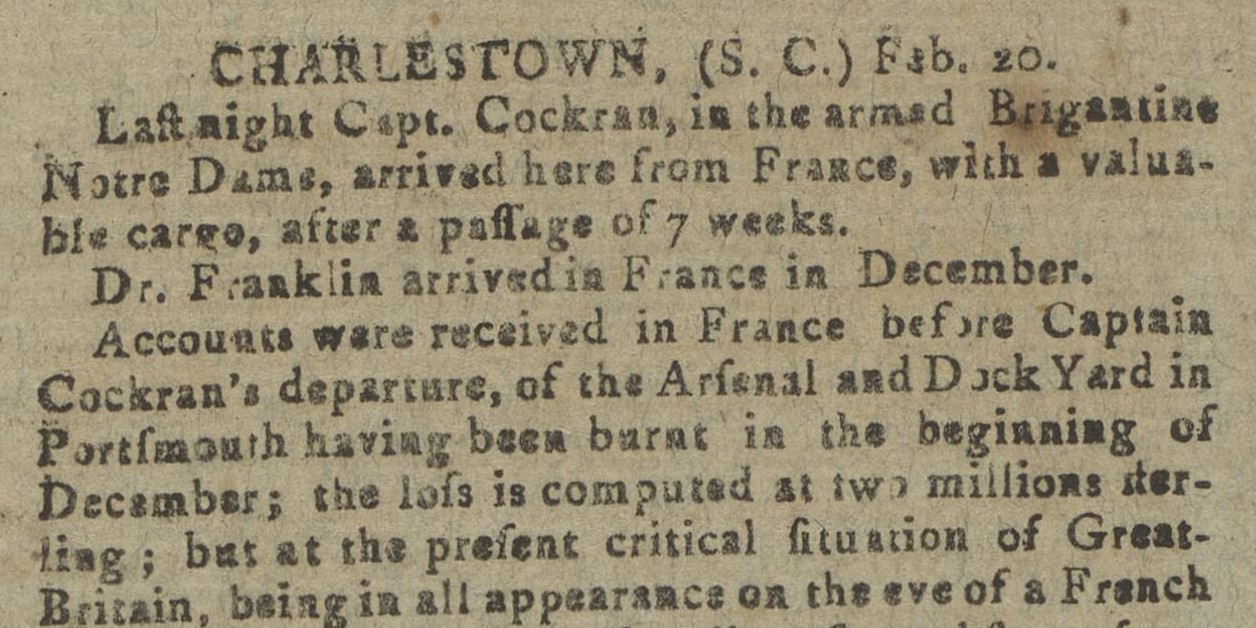 CHARLESTOWN, (S. C.) Feb. 20.
Laſt night Capt. Cockran, in the armed Brigantine
Notre Dame, arrived here from France, with a valua-
ble cargo, after a paſſage of 7 weeks.
Dr. Franklin arrived in France in December.
Accounts were received in France before Captain
Cockran's departure, of the Arſenal and Dock Yard in
Portſmouth having been burnt in the beginning of
December; the loſs is computed at two millions ſter-
ling; but at the preſent critical ſituation of Great-
Britain, being in all appearance on the eve of a French